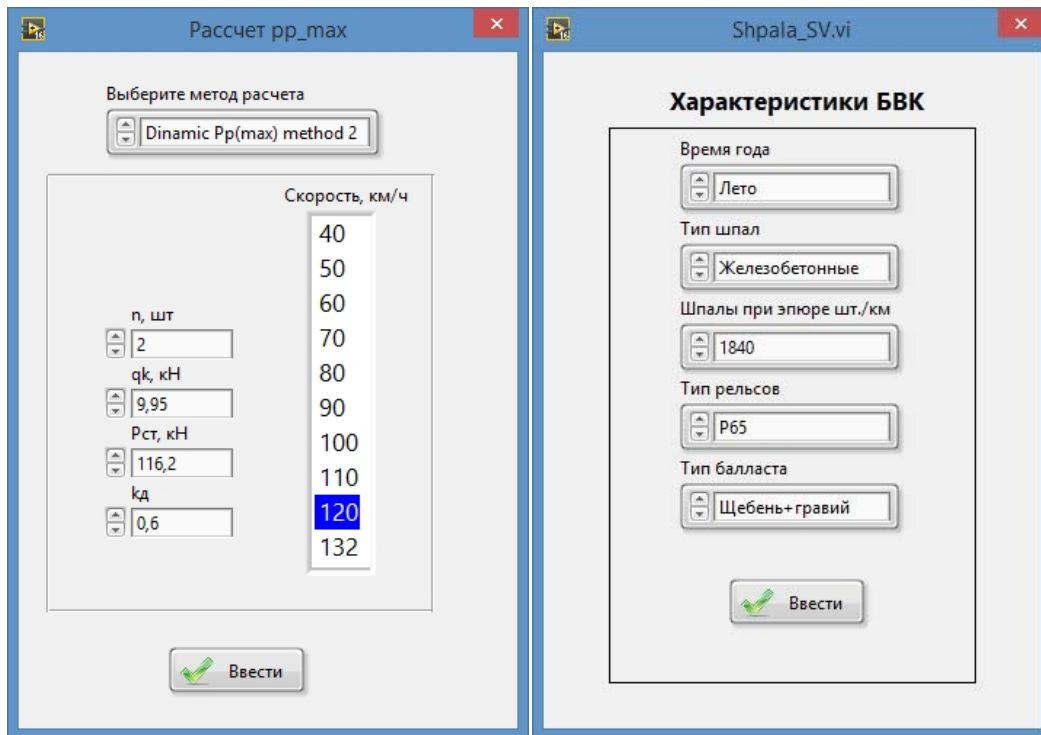 Рассчет pp_max
Выберите метод расчета
Dinamic Pp(max) method 2
Скорость, км/ч
40
50
60
70
80
90
100
110
120
132
n, шт
2
qk, кН
9,95
Рст, кН
116,2
kд
0,6
Ввести
Shpala_SV.vi
Характеристики БВК
Время года
Лето
Тип шпал
Железобетонные
Шпалы при эпюре шт./км
1840
Тип рельсов
Р65
Тип балласта
Щебень+гравий
Ввести